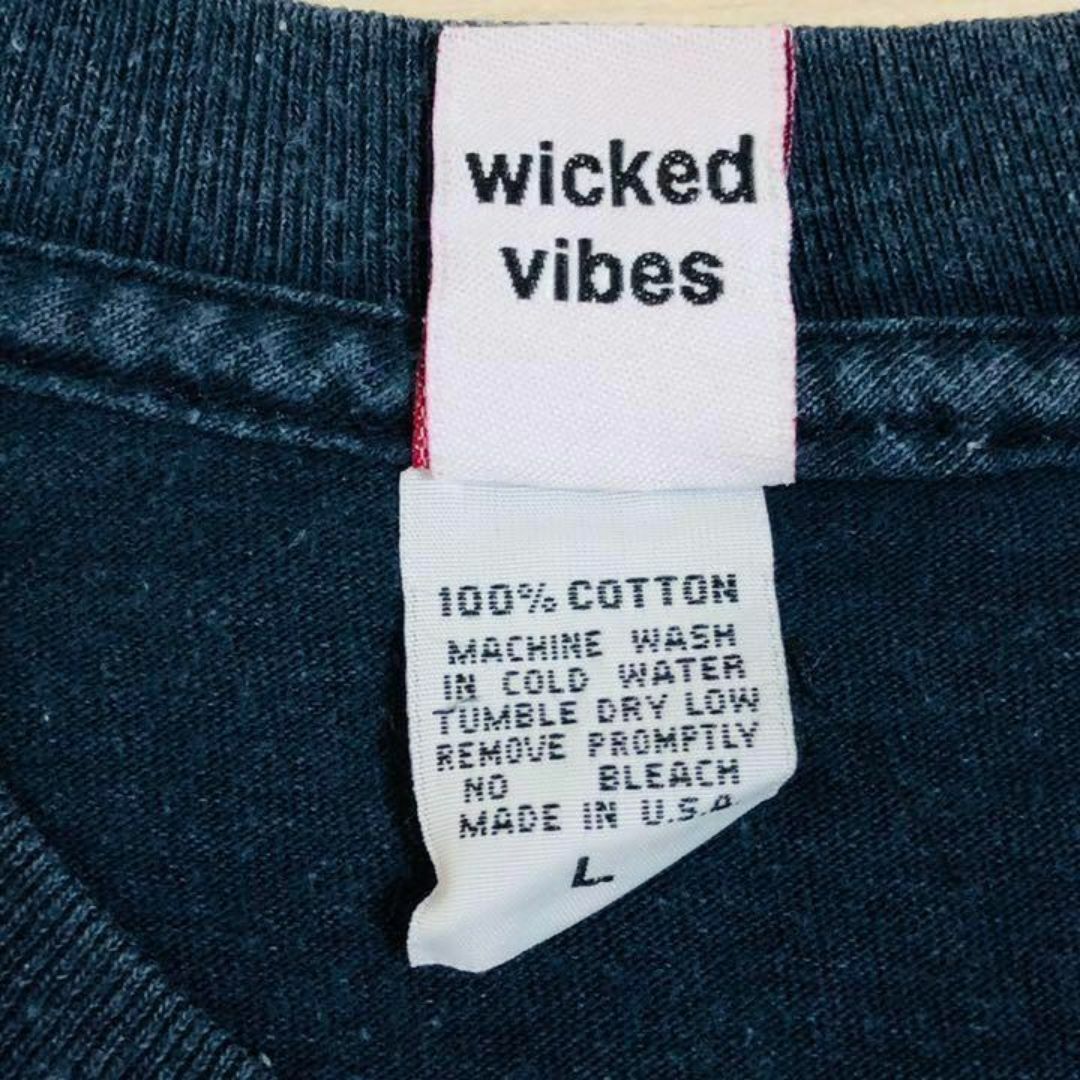 wicked
vibes
100% COTTON
MACHINE WASH
IN COLD WATER
TUMBLE DRY LOW
REMOVE PROMPTLY
NO BLEACH
MADE IN U.S.A.
L.